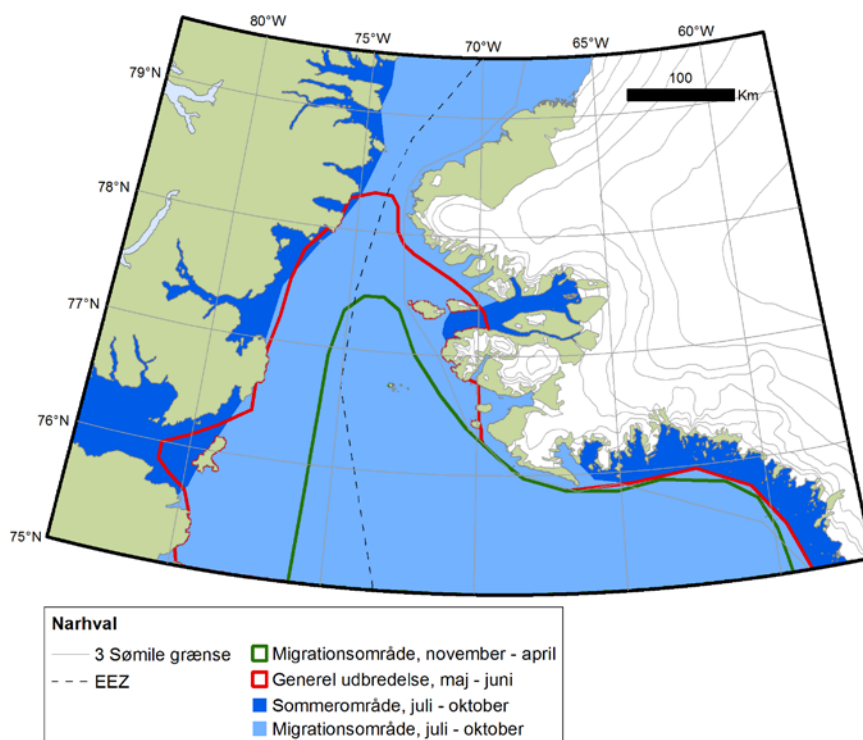 80°W
75°W
70°W
65°W
60°W
79°N
78°N
77°N
76°N
75°N
100
Km
Narhval
3 Sømile grænse
EEZ
Migrationsområde, november - april
Generel udbredelse, maj - juni
Sommerområde, juli - oktober
Migrationsområde, juli - oktober